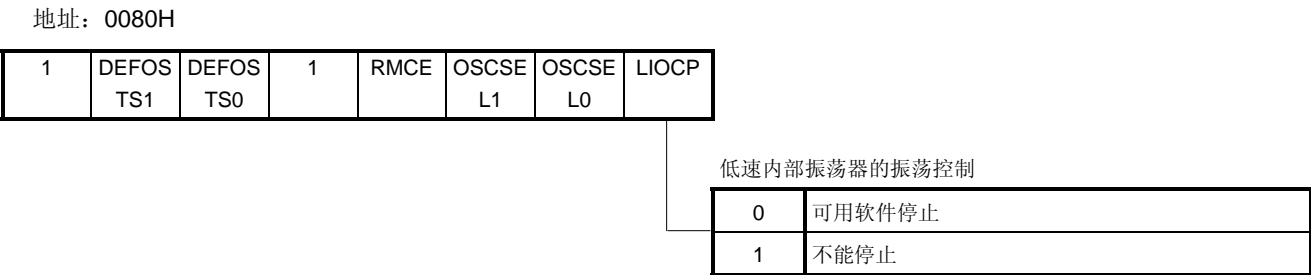 地址：0080H
1 DEFOS DEFOS 1 RMCE OSCSE OSCSE LIOCP
TS1 TS0 L1 L0
低速内部振荡器的振荡控制
0 可用软件停止
1 不能停止